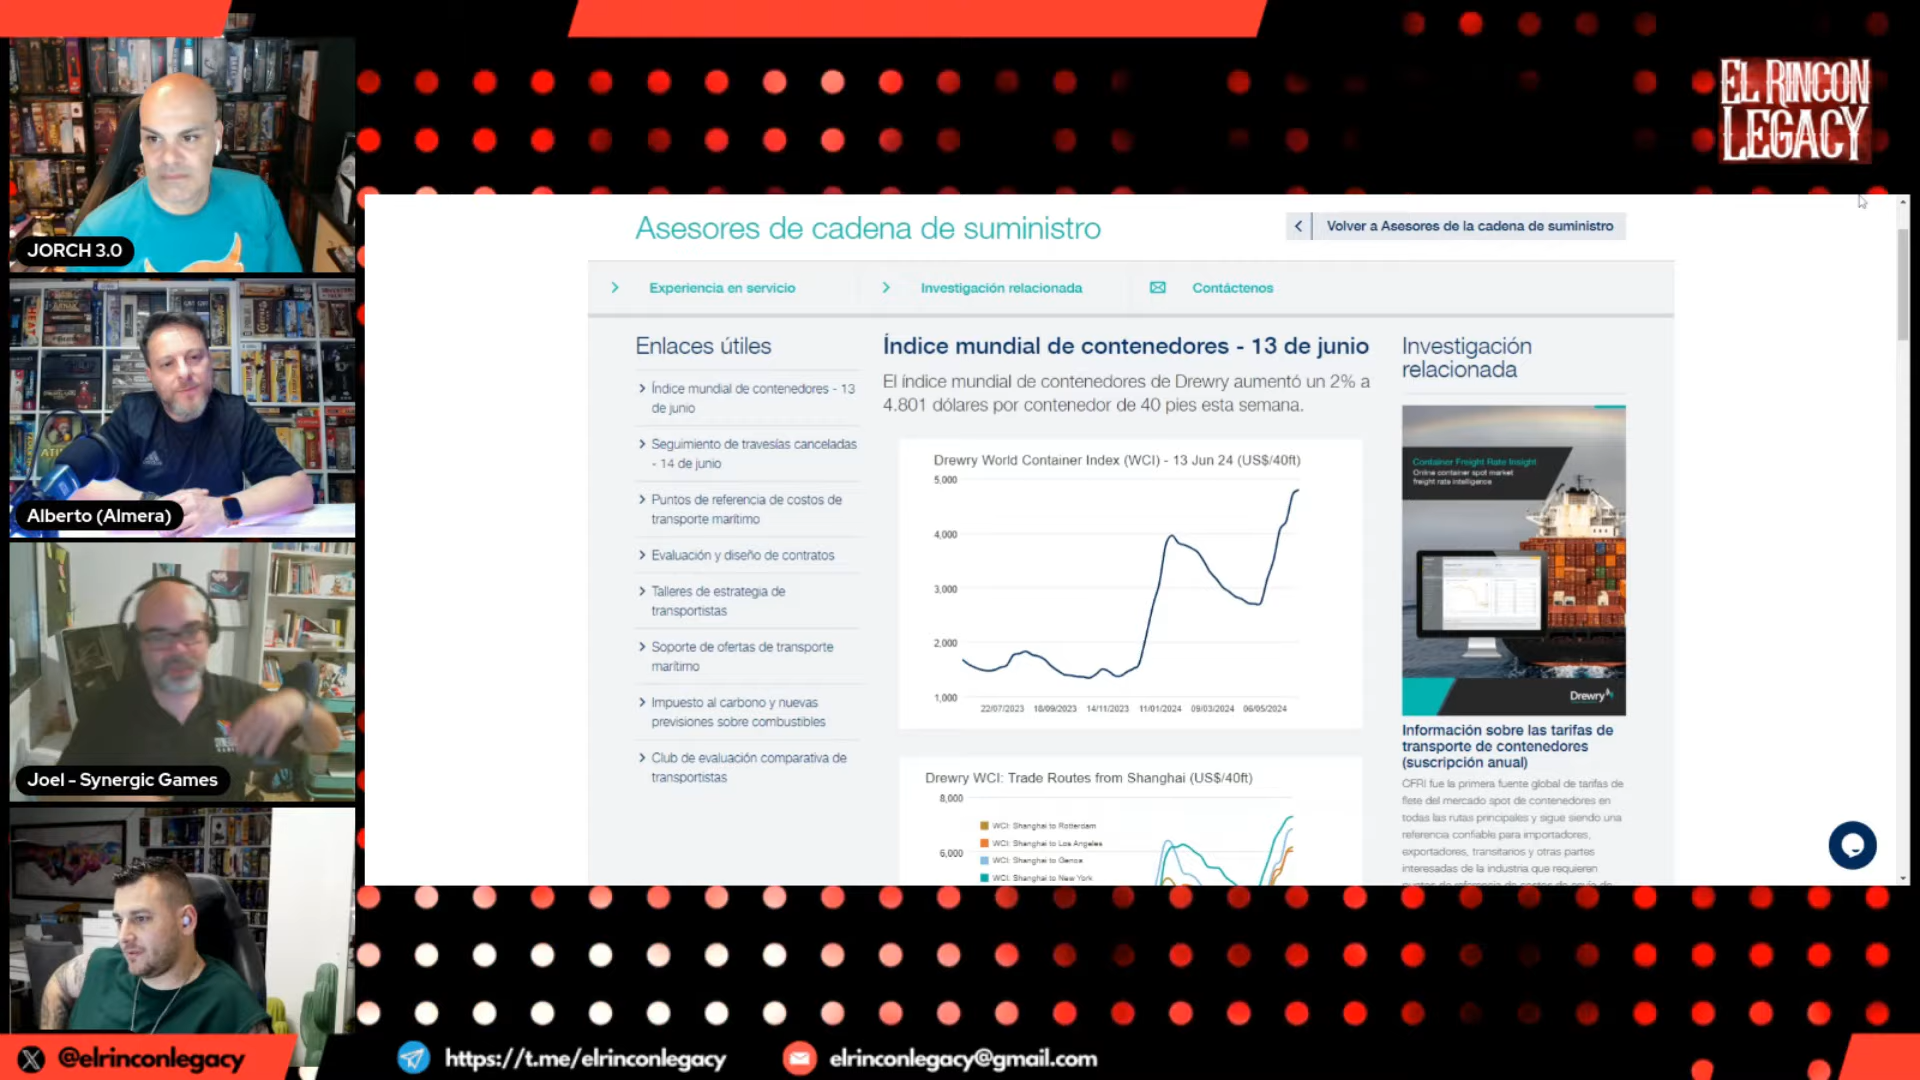 EL RINCON
LEGACY
JORCH 3.0
Alberto (Almera)
Joel - Synergic Games
Asesores de cadena de suministro
Volver a Asesores de la cadena de suministro
Experiencia en servicio
Investigación relacionada
Contáctenos
Enlaces útiles
Índice mundial de contenedores - 13
de junio
Seguimiento de travesías canceladas
- 14 de junio
Puntos de referencia de costos de
transporte marítimo
Evaluación y diseño de contratos
Talleres de estrategia de
transportistas
Soporte de ofertas de transporte
marítimo
Impuesto al carbono y nuevas
previsiones sobre combustibles
Club de evaluación comparativa de
transportistas
Índice mundial de contenedores - 13 de junio
El índice mundial de contenedores de Drewry aumentó un 2% a
4.801 dólares por contenedor de 40 pies esta semana.
Drewry World Container Index (WCI) - 13 Jun 24 (US$/40ft)
5,000
4,000
3,000
2,000
1,000
22/07/2023 18/09/2023 14/11/2023 11/01/2024 09/03/2024 06/05/2024
Drewry WCI: Trade Routes from Shanghai (US$/40ft)
8,000
6,000
WCI: Shanghai to Rotterdam
WCI: Shanghai to Los Angeles
WCI: Shanghai to Genoa
WCI: Shanghai to New York
Investigación
relacionada
Container Freight Rate Insight
Online container spot market
freight rate intelligence
Drewry
Información sobre las tarifas de
transporte de contenedores
(suscripción anual)
CFRI fue la primera fuente global de tarifas de
flete del mercado spot de contenedores en
todas las rutas principales y sigue siendo una
referencia confiable para importadores,
exportadores, transitarios y otras partes
interesadas de la industria que requieren
@elrinconlegacy
https://t.me/elrinconlegacy
elrinconlegacy@gmail.com